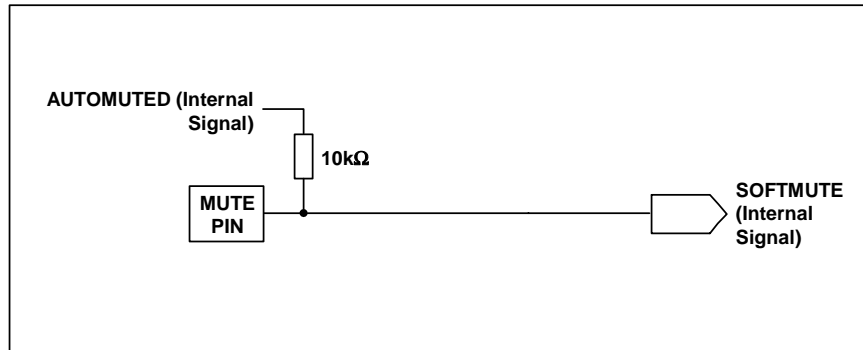 AUTOMUTED (Internal
Signal)
10kΩ
MUTE
PIN
SOFTMUTE
(Internal
Signal)